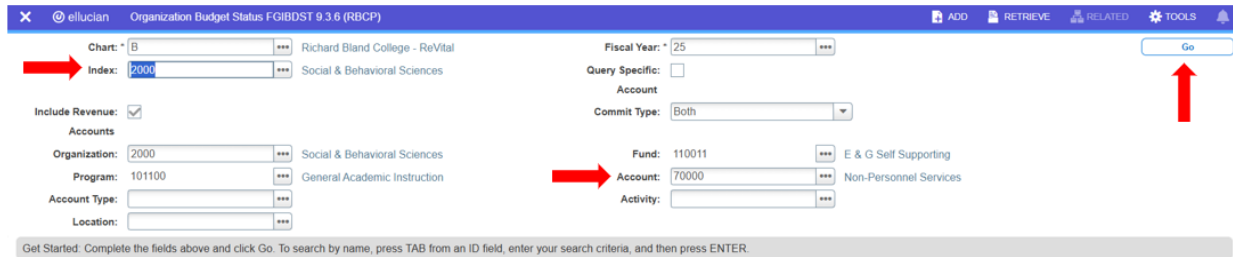 ellucian Organization Budget Status FGIBDST 9.3.6 (RBCP) ADD RETRIEVE RELATED TOOLS
Chart: * B Richard Bland College - ReVital Fiscal Year: * 25 Go
Index: 2000 Social & Behavioral Sciences Query Specific:
Account
Include Revenue: Commit Type: Both
Accounts
Organization: 2000 Social & Behavioral Sciences Fund: 110011 E & G Self Supporting
Program: 101100 General Academic Instruction Account: 70000 Non-Personnel Services
Account Type: Activity:
Location:
Get Started: Complete the fields above and click Go. To search by name, press TAB from an ID field, enter your search criteria, and then press ENTER.